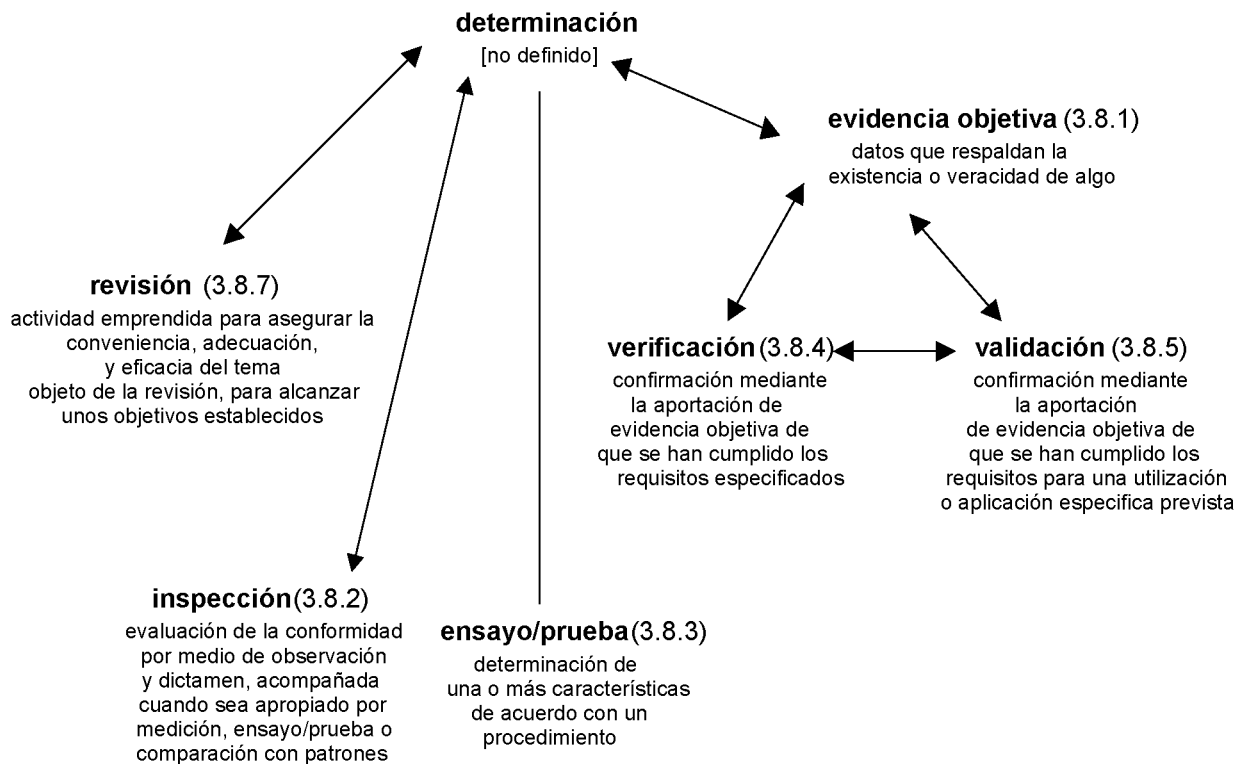 determinación
[no definido]
evidencia objetiva (3.8.1)
datos que respaldan la
existencia o veracidad de algo
revisión (3.8.7)
actividad emprendida para asegurar la
conveniencia, adecuación,
y eficacia del tema
objeto de la revisión, para alcanzar
unos objetivos establecidos
verificación (3.8.4)
confirmación mediante
la aportación de
evidencia objetiva de
que se han cumplido los
requisitos especificados
validación (3.8.5)
confirmación mediante
la aportación
de evidencia objetiva de
que se han cumplido los
requisitos para una utilización
o aplicación especifica prevista
inspección(3.8.2)
evaluación de la conformidad
por medio de observación
y dictamen, acompañada
cuando sea apropiado por
medición, ensayo/prueba o
comparación con patrones
ensayo/prueba(3.8.3)
determinación de
una o más características
de acuerdo con un
procedimiento